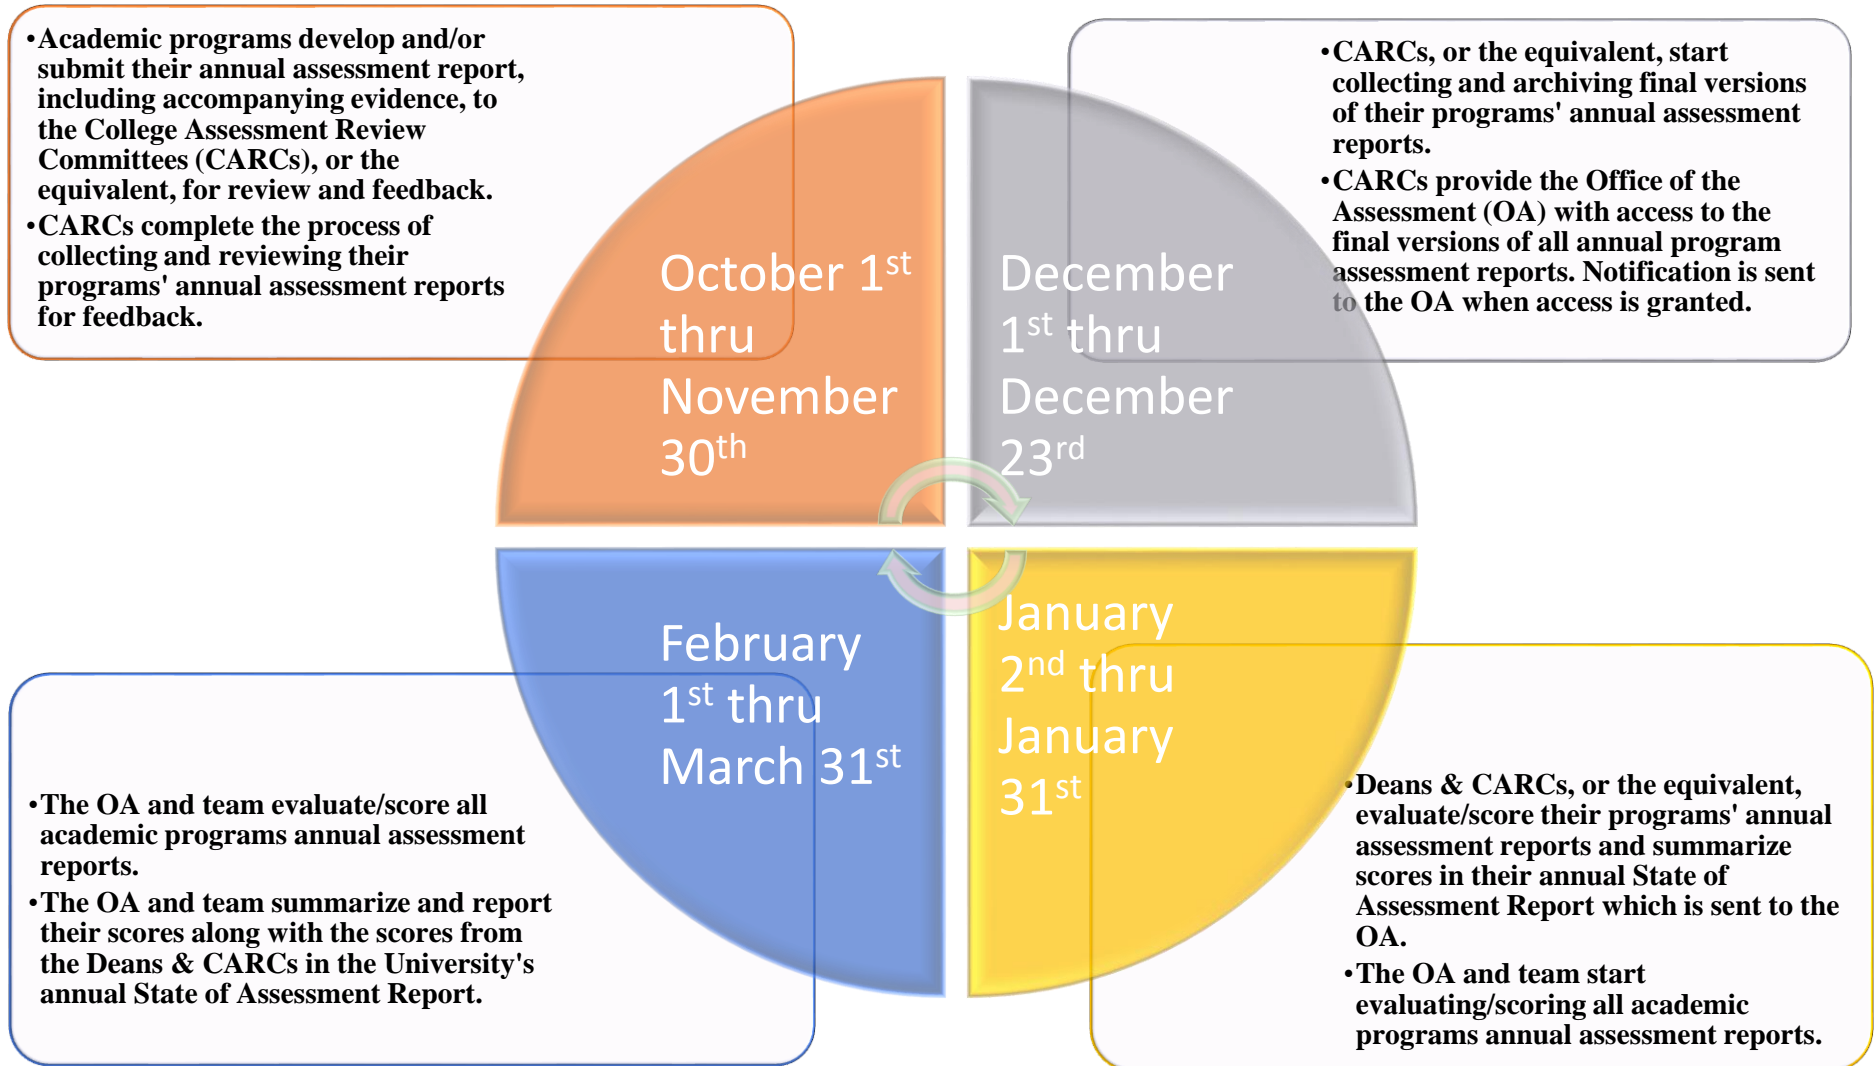 •Academic programs develop and/or
submit their annual assessment report,
including accompanying evidence, to
the College Assessment Review
Committees (CARCs), or the
equivalent, for review and feedback.
•CARCs complete the process of
collecting and reviewing their
programs' annual assessment reports
for feedback.
October 1st
thru
November
30th
•CARCs, or the equivalent, start
collecting and archiving final versions
of their programs' annual assessment
reports.
•CARCs provide the Office of the
Assessment (OA) with access to the
final versions of all annual program
assessment reports. Notification is sent
to the OA when access is granted.
December
1st thru
December
23rd
January
2nd thru
January
31st
•Deans & CARCs, or the equivalent,
evaluate/score their programs' annual
assessment reports and summarize
scores in their annual State of
Assessment Report which is sent to the
OA.
•The OA and team start
evaluating/scoring all academic
programs annual assessment reports.
February
1st thru
March 31st
•The OA and team evaluate/score all
academic programs annual assessment
reports.
•The OA and team summarize and report
their scores along with the scores from
the Deans & CARCs in the University's
annual State of Assessment Report.